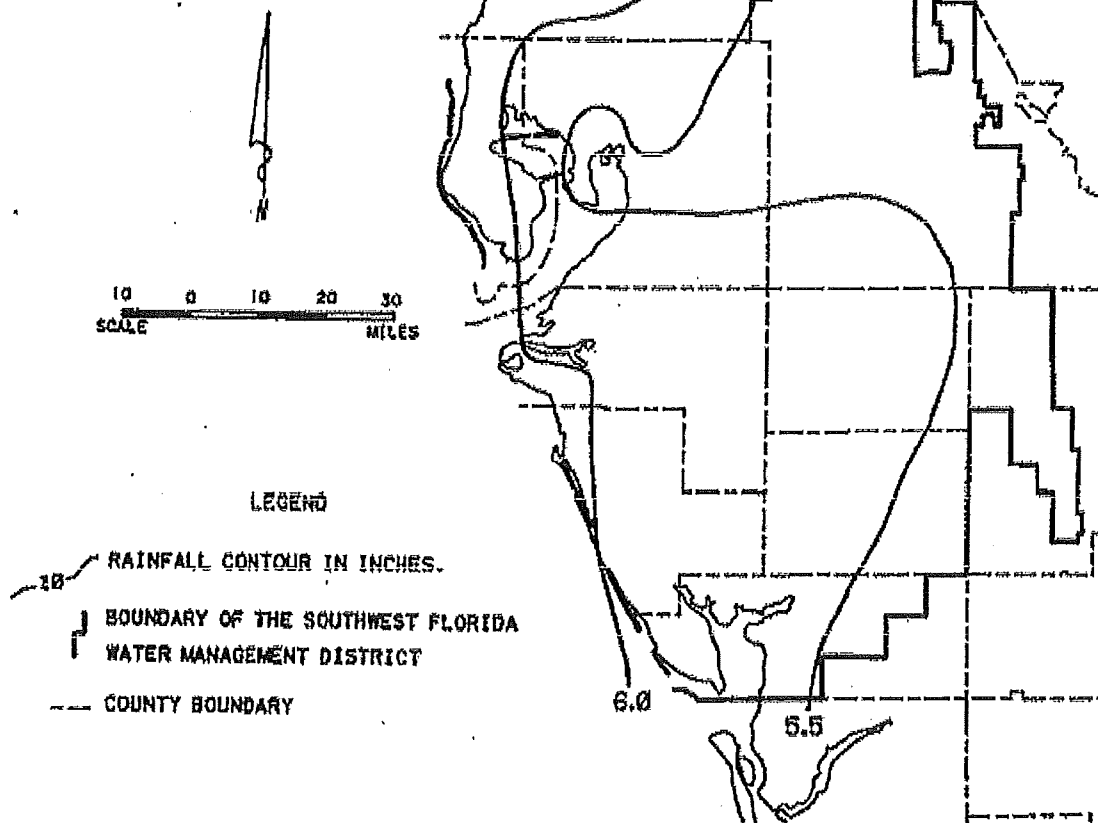 N
10 0 10 20 30
SCALE MILES
LEGEND
10 RAINFALL CONTOUR IN INCHES.
BOUNDARY OF THE SOUTHWEST FLORIDA
WATER MANAGEMENT DISTRICT
COUNTY BOUNDARY
6.0
5.5